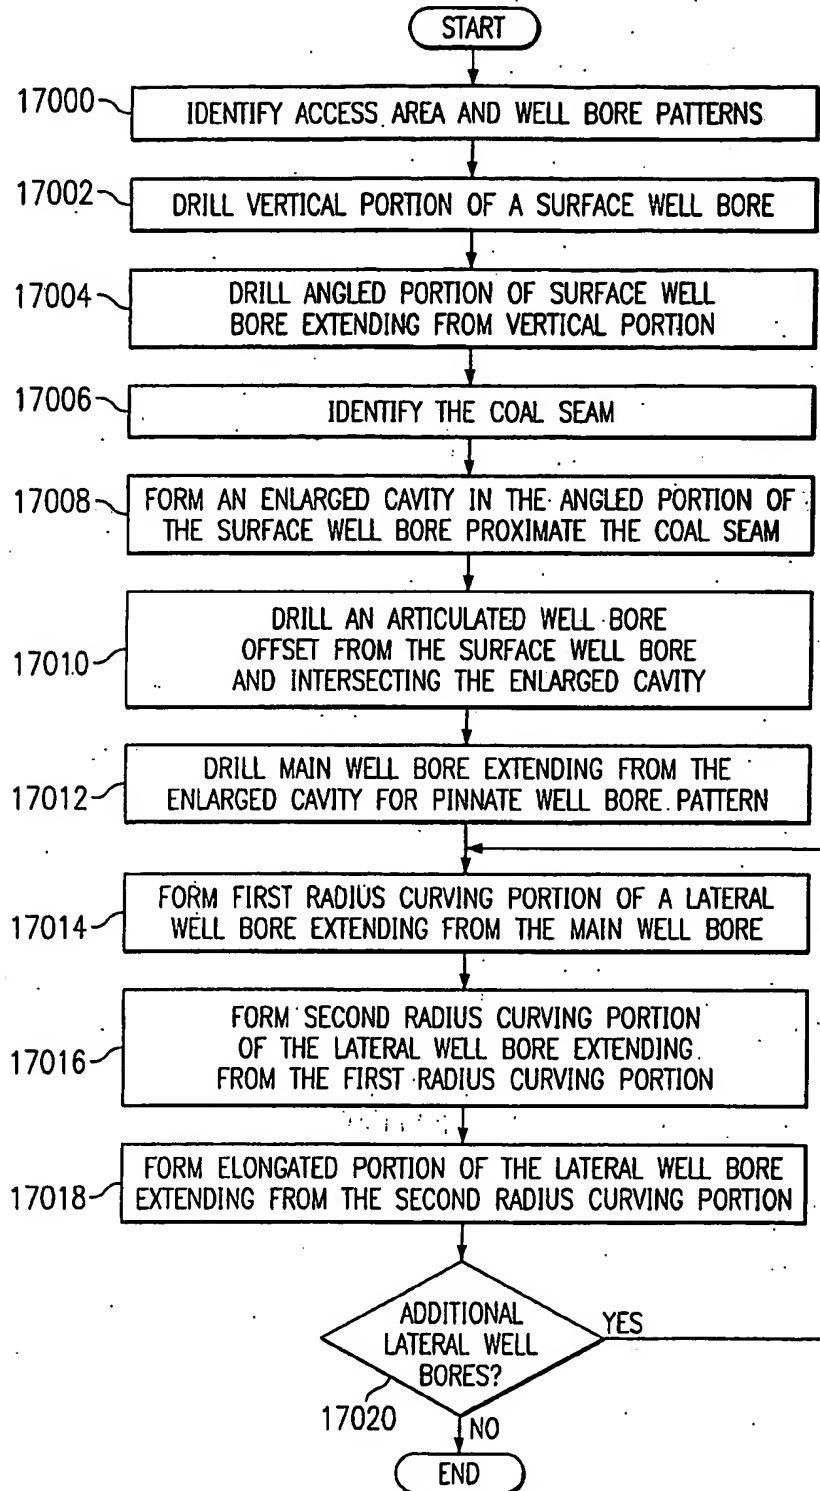 START
17000
IDENTIFY ACCESS AREA AND WELL BORE PATTERNS
17002
DRILL VERTICAL PORTION OF A SURFACE WELL BORE
17004
DRILL ANGLED PORTION OF SURFACE WELL
BORE EXTENDING FROM VERTICAL PORTION
17006
IDENTIFY THE COAL SEAM
17008
FORM AN ENLARGED CAVITY IN THE ANGLED PORTION OF
THE SURFACE WELL BORE PROXIMATE THE COAL SEAM
17010
DRILL AN ARTICULATED WELL BORE
OFFSET FROM THE SURFACE WELL BORE
AND INTERSECTING THE ENLARGED CAVITY
17012
DRILL MAIN WELL BORE EXTENDING FROM THE
ENLARGED CAVITY FOR PINNATE WELL BORE PATTERN
17014
FORM FIRST RADIUS CURVING PORTION OF A LATERAL
WELL BORE EXTENDING FROM THE MAIN WELL BORE
17016
FORM SECOND RADIUS CURVING PORTION
OF THE LATERAL WELL BORE EXTENDING
FROM THE FIRST RADIUS CURVING PORTION
17018
FORM ELONGATED PORTION OF THE LATERAL WELL BORE
EXTENDING FROM THE SECOND RADIUS CURVING PORTION
ADDITIONAL
LATERAL WELL
BORES?
YES
17020
NO
END